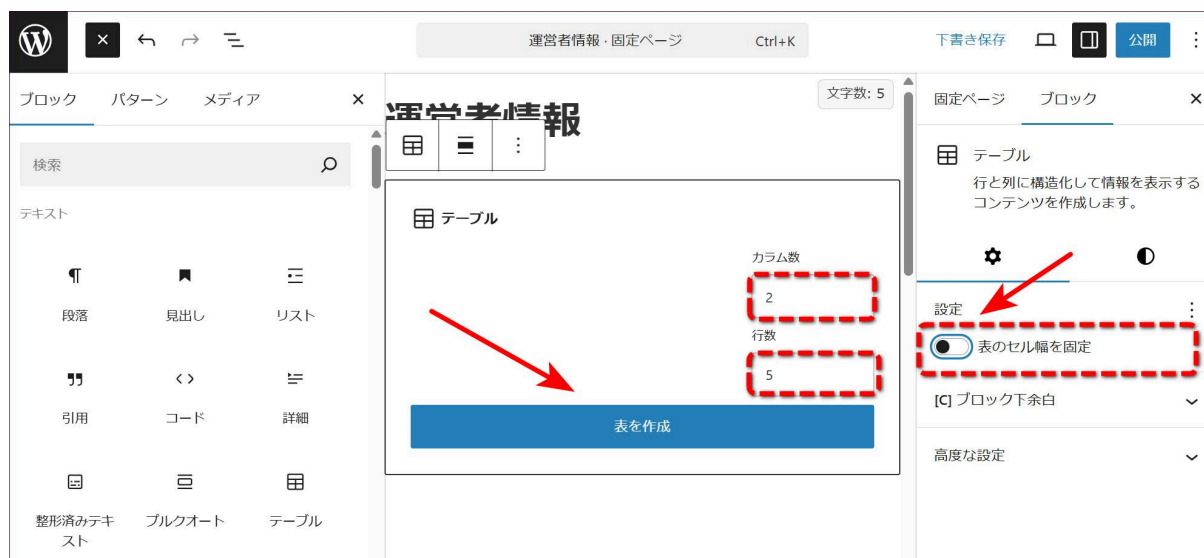 運営者情報 · 固定ページ Ctrl+K
下書き保存
公開
ブロック パターン メディア
検索
テキスト
段落
見出し
リスト
引用
コード
詳細
整形済みテキ
スト
プルクオート
テーブル
運営者情報
文字数: 5
テーブル
カラム数
2
行数
5
表を作成
固定ページ ブロック
テーブル
行と列に構造化して情報を表示する
コンテンツを作成します。
設定
表のセル幅を固定
[C] ブロック下余白
高度な設定